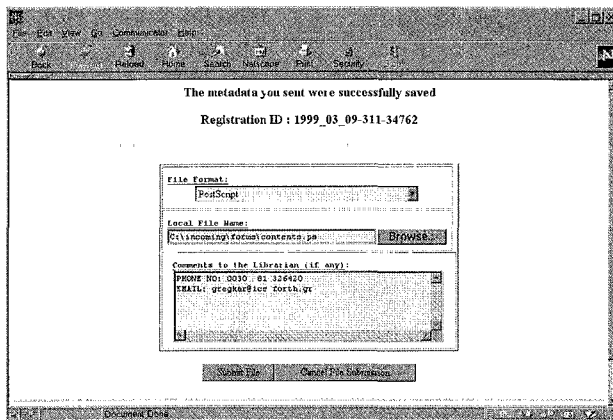 File Edit View Go Communicator Help
Back Reload Home Search Netscape Print Security
The metadata you sent were successfully saved
Registration ID : 1999_03_09-311-34762
File Format:
PostScript
Local File Name:
C:\incoming\forus\contents.ps Browse...
Comments to the Librarian (if any):
PHONE NO: 0030 81 326420
EMAIL: gregkar@ics forth.gr
Submit File Cancel File Submission
Document Done